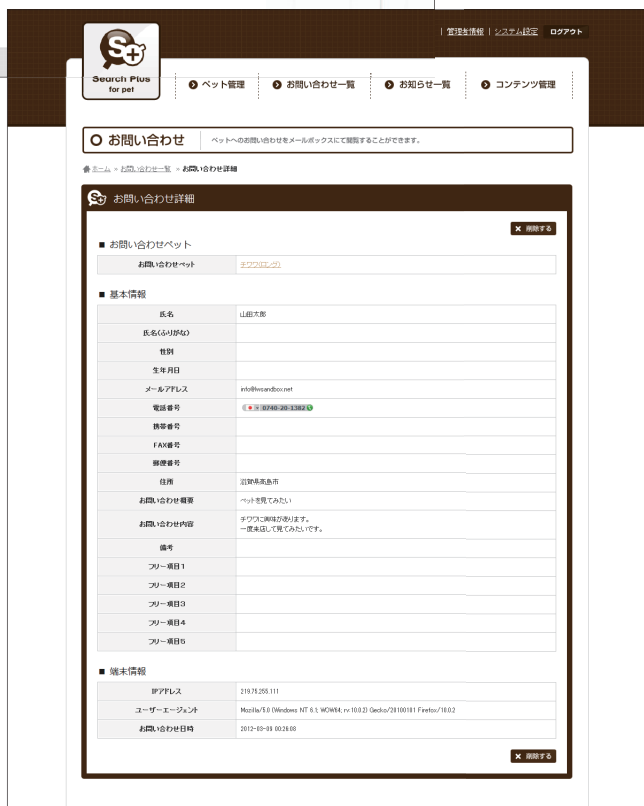 管理者情報 | システム設定 ログアウト
S+
Search Plus
for pet
ペット管理
お問い合わせ一覧
お知らせ一覧
コンテンツ管理
お問い合わせ
ペットへのお問い合わせをメールボックスにて閲覧することができます。
ホーム » お問い合わせ一覧 » お問い合わせ詳細
S+ お問い合わせ詳細
× 削除する
■ お問い合わせペット
お問い合わせペット チワワ(ロング)
■ 基本情報
氏名 山田太郎
氏名(ふりがな)
性別
生年月日
メールアドレス info@lwsandbox.net
電話番号 0740-20-1382
携帯番号
FAX番号
郵便番号
住所 滋賀県高島市
お問い合わせ概要 ペットを見てみたい
お問い合わせ内容 チワワに興味があります。
一度来店して見てみたいです。
備考
フリー項目1
フリー項目2
フリー項目3
フリー項目4
フリー項目5
■ 端末情報
IPアドレス 219.75.255.111
ユーザーエージェント Mozilla/5.0 (Windows NT 6.1; WOW64; rv:10.0.2) Gecko/20100101 Firefox/10.0.2
お問い合わせ日時 2012-03-09 00:26:08
× 削除する